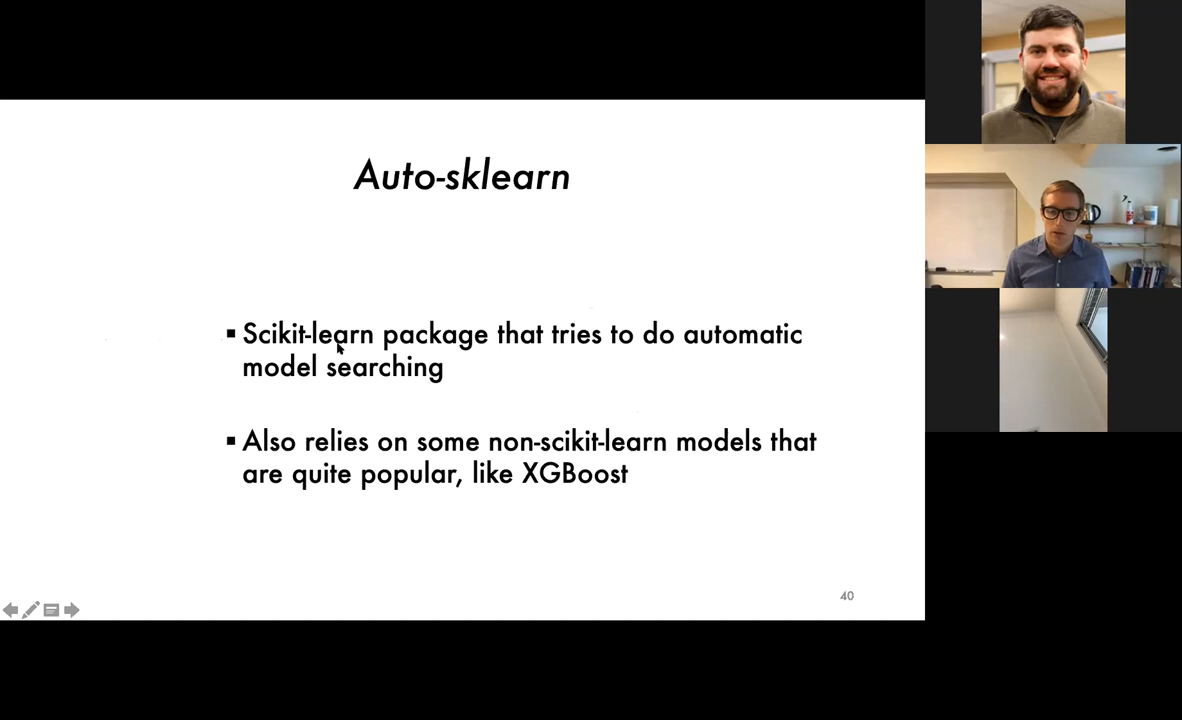 Auto-sklearn
▪ Scikit-learn package that tries to do automatic
model searching
▪ Also relies on some non-scikit-learn models that
are quite popular, like XGBoost
40